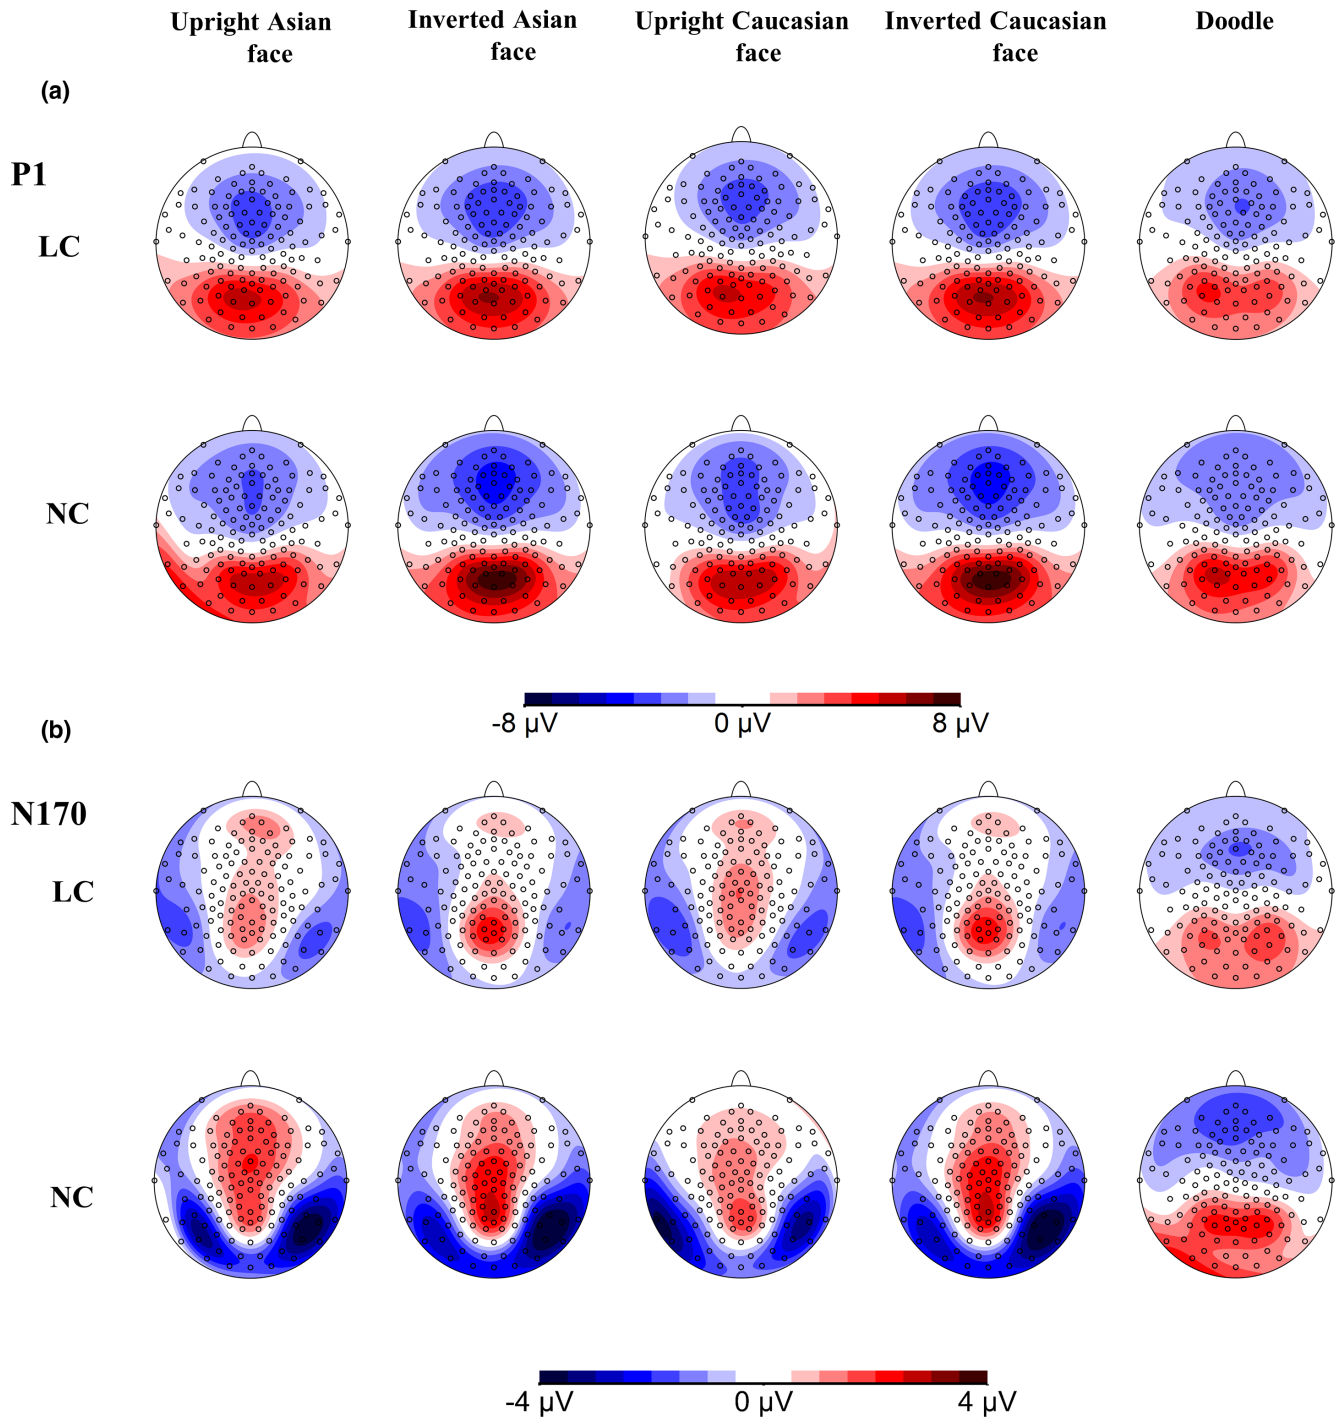 Upright Asian
face
Inverted Asian
face
Upright Caucasian
face
Inverted Caucasian
face
Doodle
(a)
P1
LC
NC
-8 µV 0 µV 8 µV
(b)
N170
LC
NC
-4 µV 0 µV 4 µV